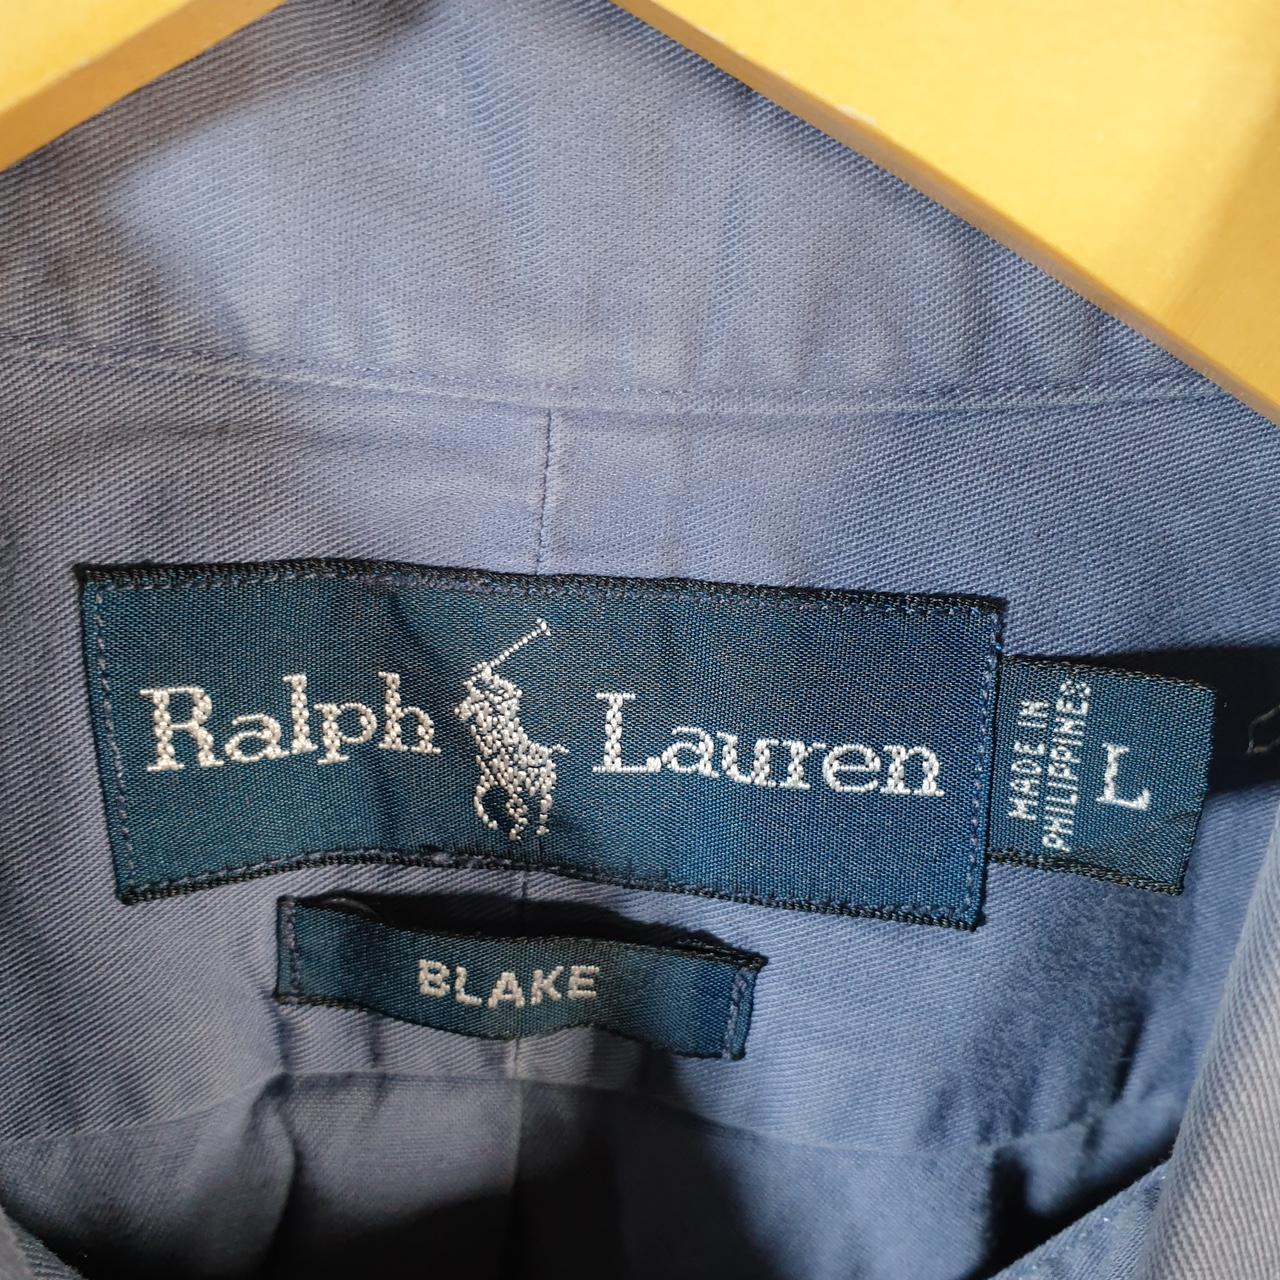 Ralph Lauren
MADE IN
PHILIPPINES
L
BLAKE